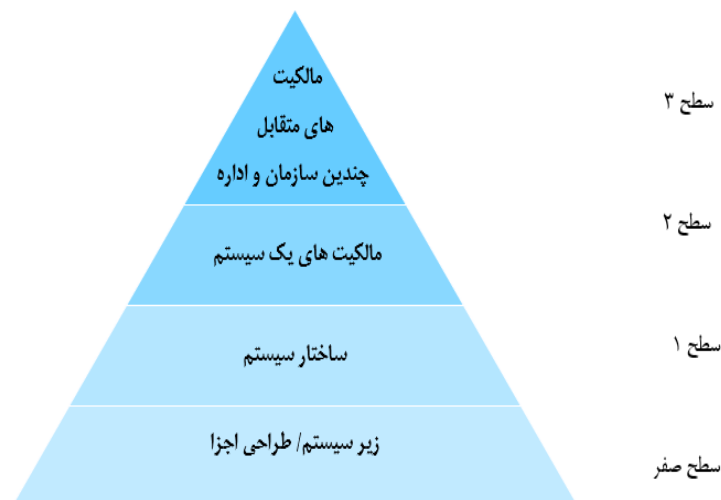 مالکیت
های متقابل
چندین سازمان و اداره
سطح ۳
مالکیت های یک سیستم
سطح ۲
ساختار سیستم
سطح ۱
زیر سیستم/ طراحی اجزا
سطح صفر